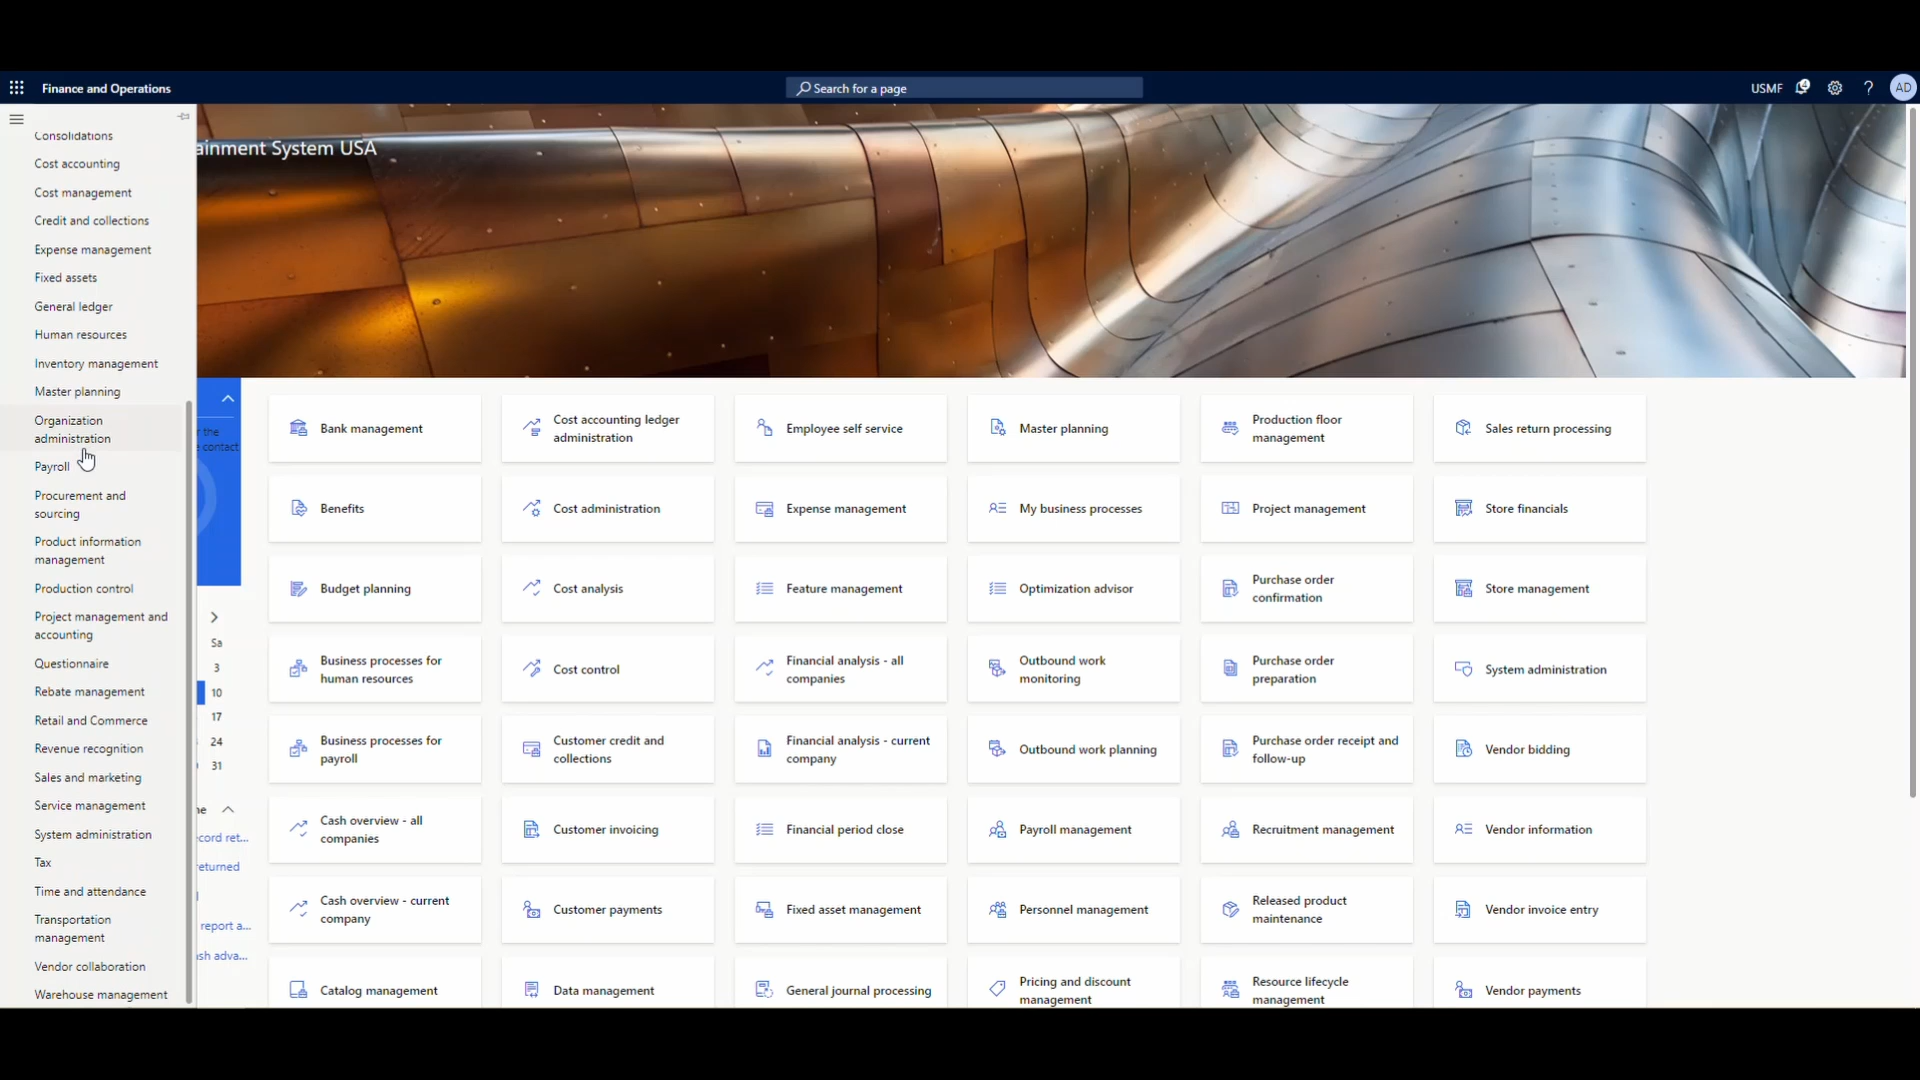 Finance and Operations
Search for a page
USMF
4
?
AD
ainment System USA
Consolidations
Cost accounting
Cost management
Credit and collections
Expense management
Fixed assets
General ledger
Human resources
Inventory management
Master planning
Organization
administration
Payroll
Procurement and
sourcing
Product information
management
Production control
Project management and
accounting
Questionnaire
Rebate management
Retail and Commerce
Revenue recognition
Sales and marketing
Service management
System administration
Tax
Time and attendance
Transportation
management
Vendor collaboration
Warehouse management
r the
e contact
Sa
3
10
17
24
31
ne
cord ret...
returned
report a...
ash adva...
Bank management
Benefits
Budget planning
Business processes for
human resources
Business processes for
payroll
Cash overview - all
companies
Cash overview - current
company
Catalog management
Cost accounting ledger
administration
Cost administration
Cost analysis
Cost control
Customer credit and
collections
Customer invoicing
Customer payments
Data management
Employee self service
Expense management
Feature management
Financial analysis - all
companies
Financial analysis - current
company
Financial period close
Fixed asset management
General journal processing
Master planning
My business processes
Optimization advisor
Outbound work
monitoring
Outbound work planning
Payroll management
Personnel management
Pricing and discount
management
Production floor
management
Project management
Purchase order
confirmation
Purchase order
preparation
Purchase order receipt and
follow-up
Recruitment management
Released product
maintenance
Resource lifecycle
management
Sales return processing
Store financials
Store management
System administration
Vendor bidding
Vendor information
Vendor invoice entry
Vendor payments